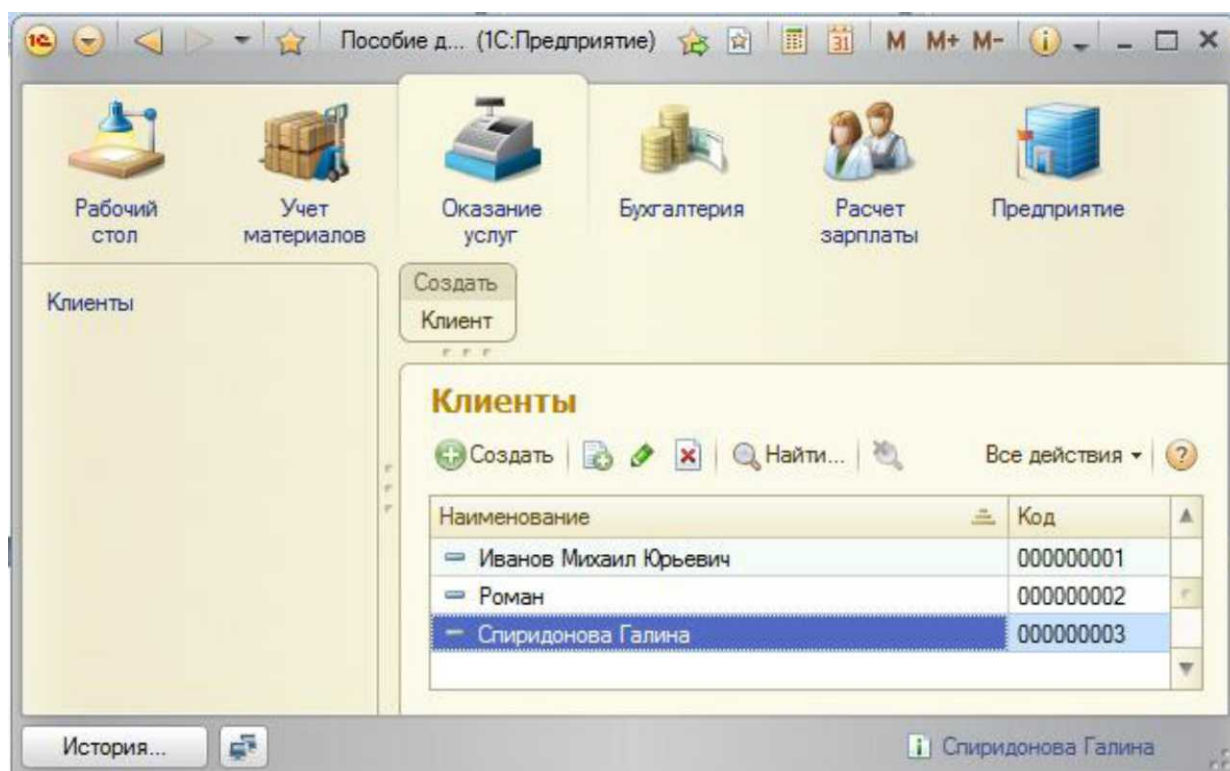 Пособие д... (1С:Предприятие)
31
M M+ M-
Рабочий стол
Учет материалов
Оказание услуг
Бухгалтерия
Расчет зарплаты
Предприятие
Клиенты
Создать
Клиент
Клиенты
Создать
Найти...
Все действия
?
Наименование Код
Иванов Михаил Юрьевич 000000001
Роман 000000002
Спиридонова Галина 000000003
История...
Спиридонова Галина